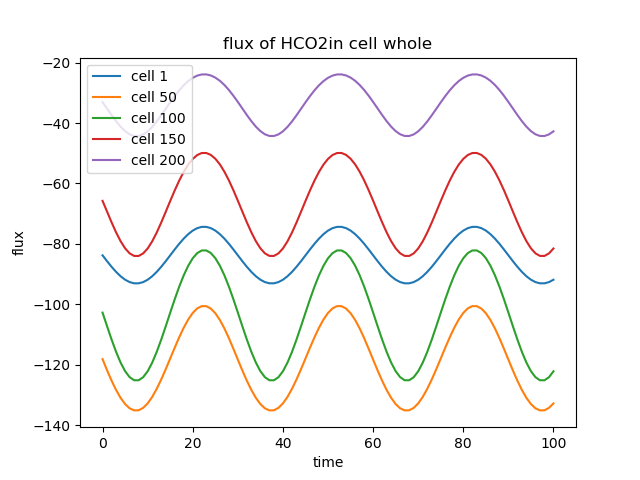 flux of HCO2in cell whole
cell 1
cell 50
cell 100
cell 150
cell 200
−20
−40
−60
−80
−100
−120
−140
flux
0
20
40
60
80
100
time